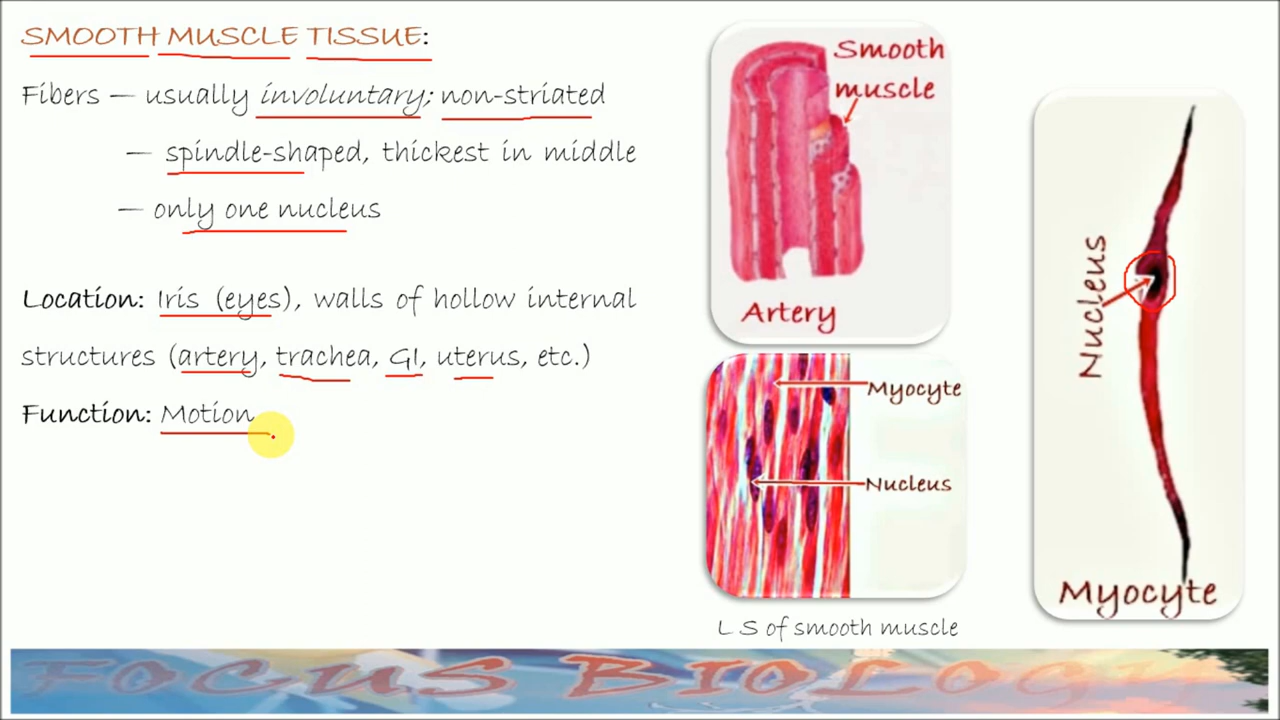 SMOOTH MUSCLE TISSUE:
Fibers — usually involuntary; non-striated
— spindle-shaped, thickest in middle
— only one nucleus
Location: Iris (eyes), walls of hollow internal
structures (artery, trachea, GI, uterus, etc.)
Function: Motion
Smooth
muscle
Artery
Myocyte
Nucleus
L S of smooth muscle
Nucleus
Myocyte
FOCUS BIOLOGY